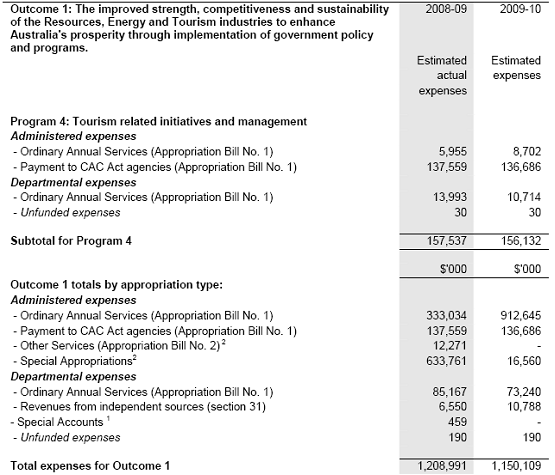 Outcome 1: The improved strength, competitiveness and sustainability 2008-09 2009-10
of the Resources, Energy and Tourism industries to enhance
Australia's prosperity through implementation of government policy
and programs.
Estimated Estimated
actual expenses
expenses
Program 4: Tourism related initiatives and management
Administered expenses
- Ordinary Annual Services (Appropriation Bill No. 1) 5,955 8,702
- Payment to CAC Act agencies (Appropriation Bill No. 1) 137,559 136,686
Departmental expenses
- Ordinary Annual Services (Appropriation Bill No. 1) 13,993 10,714
- Unfunded expenses 30 30
Subtotal for Program 4 157,537 156,132
$'000 $'000
Outcome 1 totals by appropriation type:
Administered expenses
- Ordinary Annual Services (Appropriation Bill No. 1) 333,034 912,645
- Payment to CAC Act agencies (Appropriation Bill No. 1) 137,559 136,686
- Other Services (Appropriation Bill No. 2) 2 12,271 -
- Special Appropriations2 633,761 16,560
Departmental expenses
- Ordinary Annual Services (Appropriation Bill No. 1) 85,167 73,240
- Revenues from independent sources (section 31) 6,550 10,788
- Special Accounts 1 459 -
- Unfunded expenses 190 190
Total expenses for Outcome 1 1,208,991 1,150,109